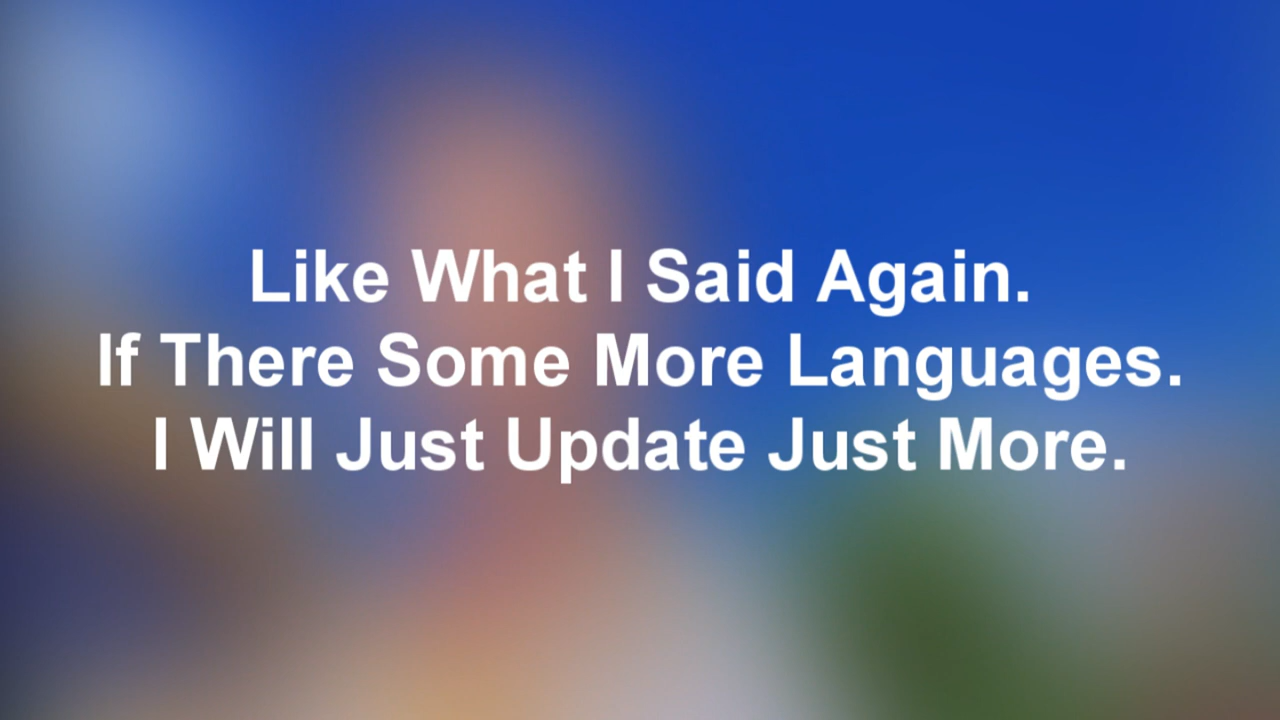 Like What I Said Again.
If There Some More Languages.
I Will Just Update Just More.